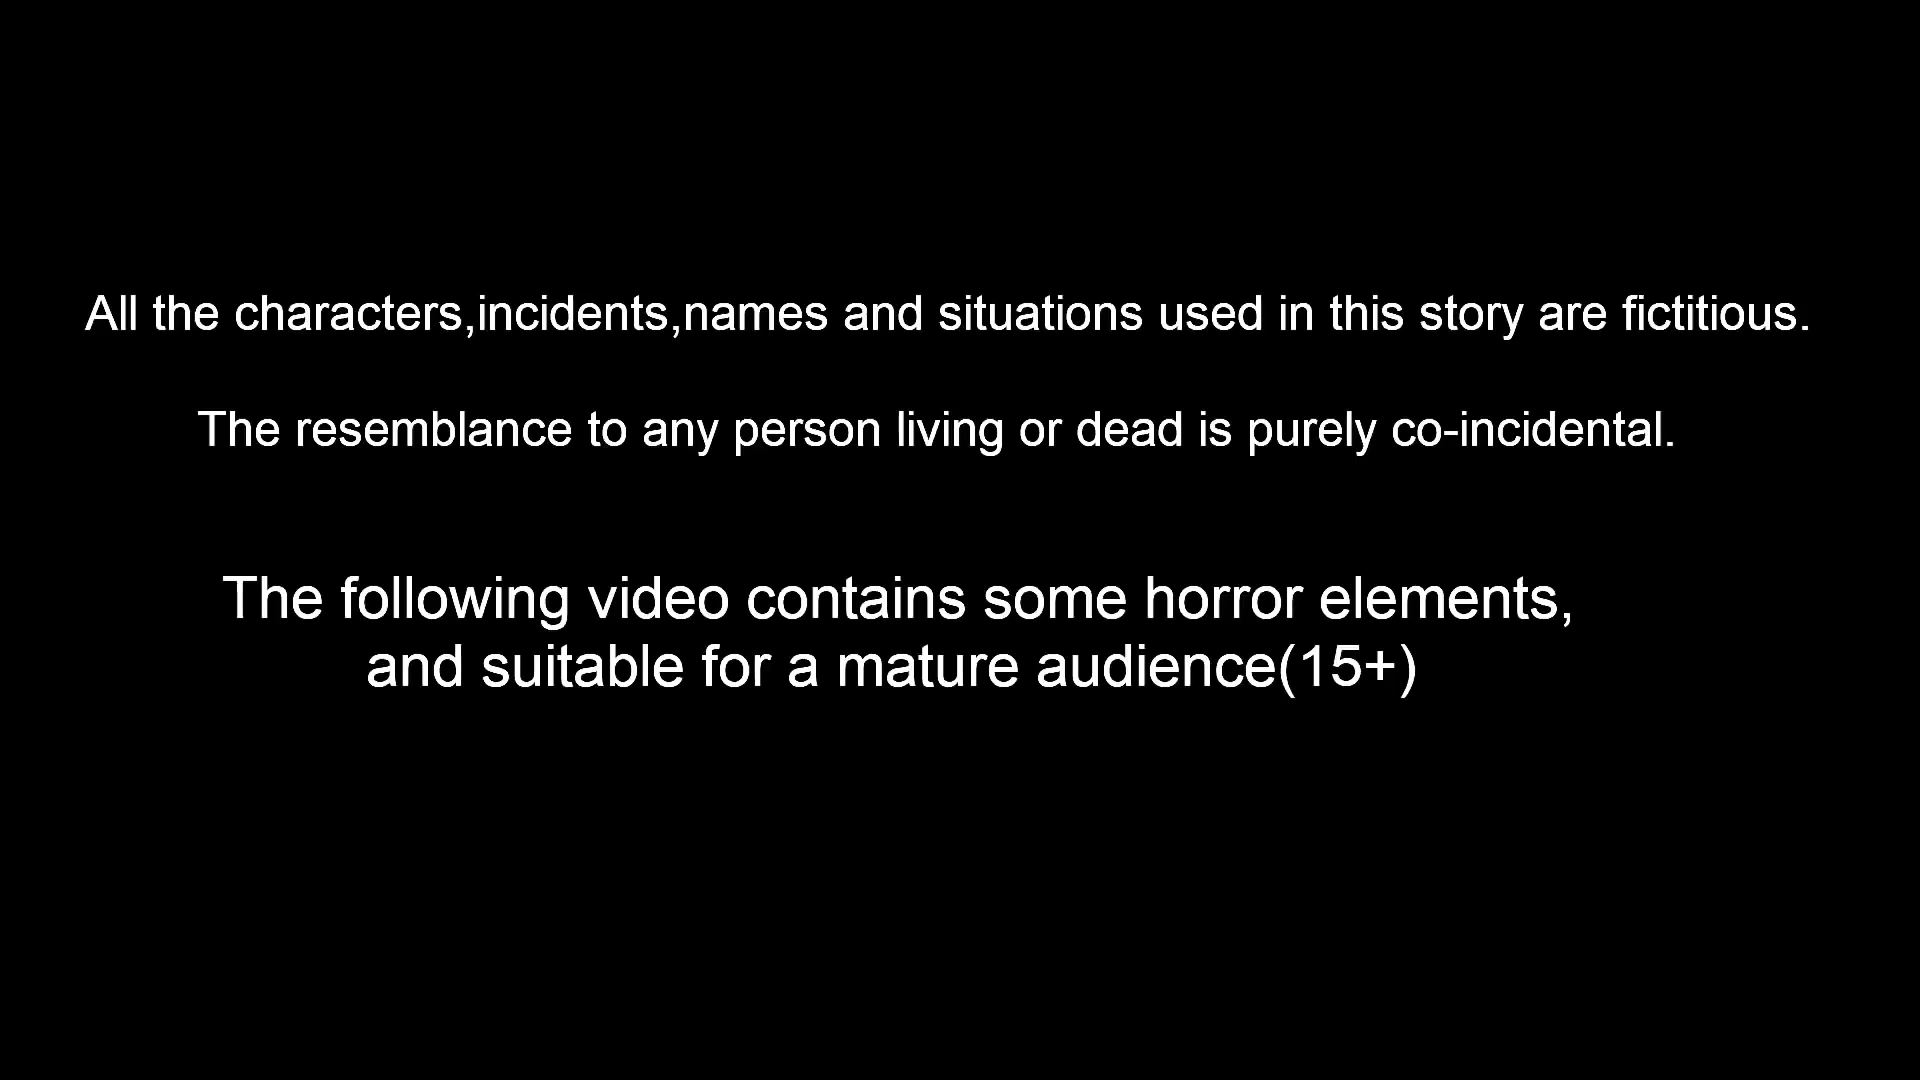 All the characters,incidents,names and situations used in this story are fictitious.
The resemblance to any person living or dead is purely co-incidental.
The following video contains some horror elements,
and suitable for a mature audience(15+)